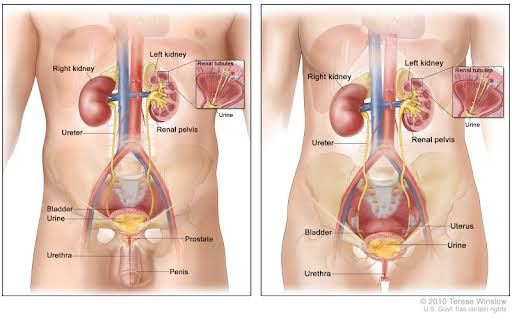 Left kidney
Right kidney
Renal tubules
Urine
Ureter
Renal pelvis
Bladder
Urine
Prostate
Urethra
Penis
Left kidney
Right kidney
Renal tubules
Urine
Ureter
Renal pelvis
Bladder
Uterus
Urine
Urethra
© 2010 Terese Winslow
U.S. Govt. has certain rights